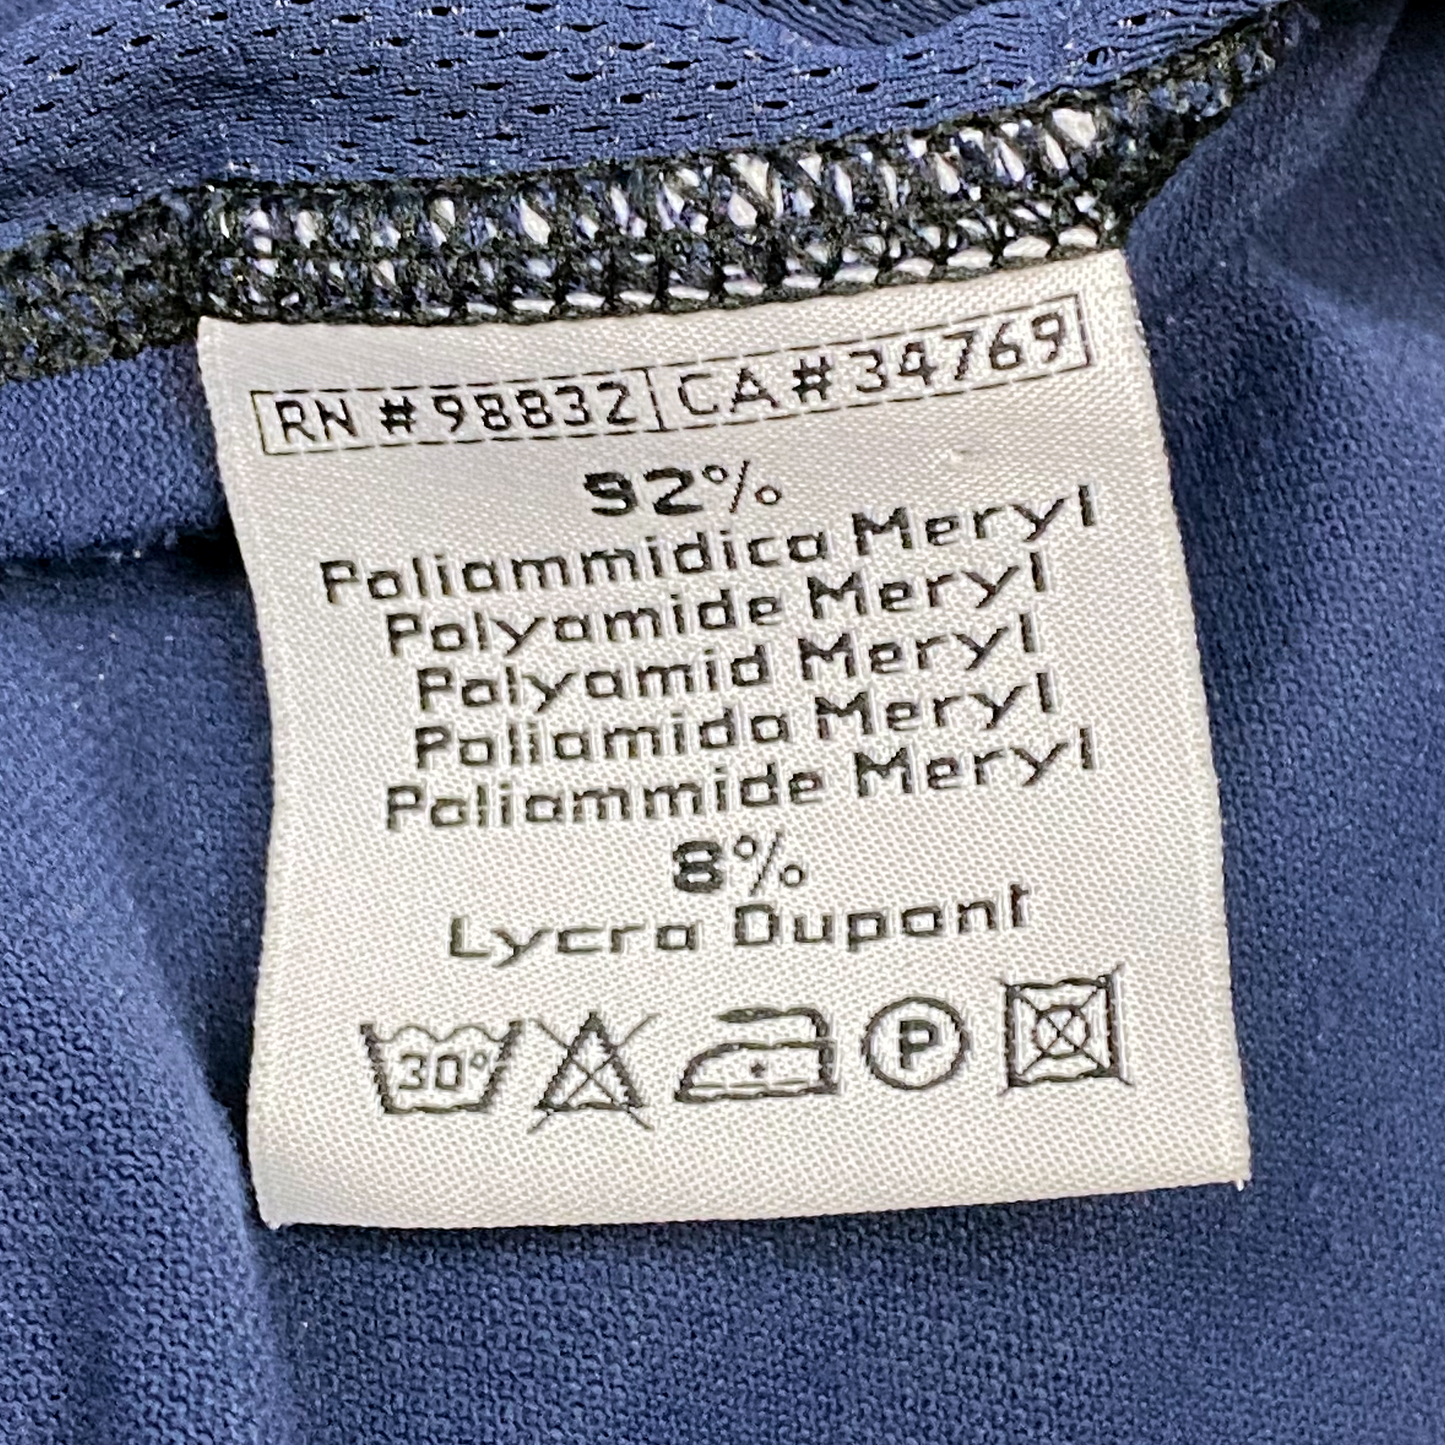 RN #98832 CA #34769
92%
Poliammidica Meryl
Polyamide Meryl
Polyamid Meryl
Poliamida Meryl
Poliammide Meryl
8%
Lycra Dupont
30° P